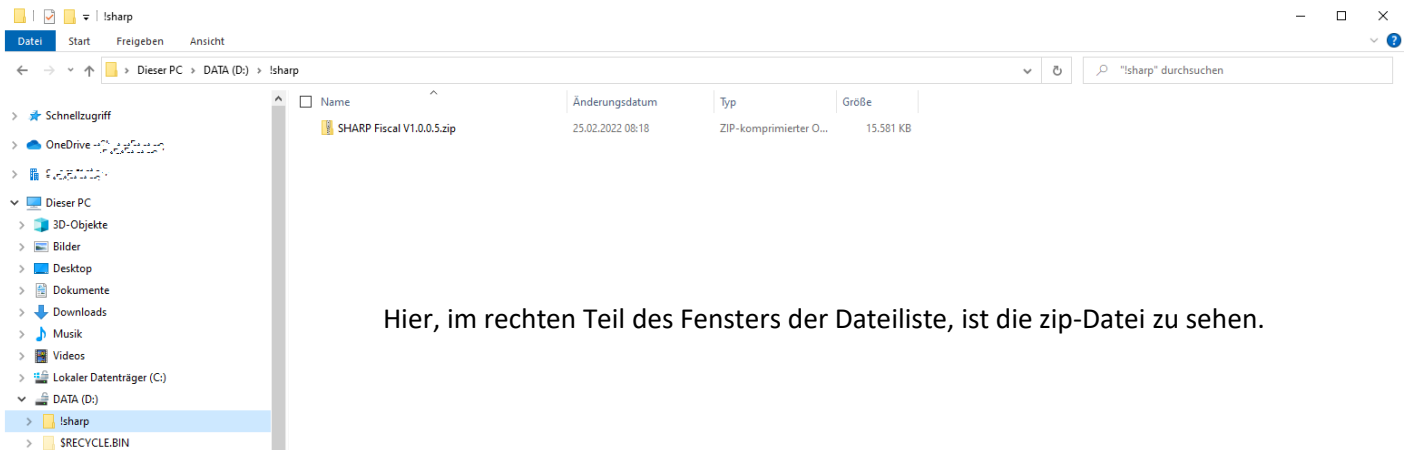 !sharp
Datei Start Freigeben Ansicht
Dieser PC > DATA (D:) > !sharp
"!sharp" durchsuchen
Name Änderungsdatum Typ Größe
SHARP Fiscal V1.0.0.5.zip 25.02.2022 08:18 ZIP-komprimierter O... 15.581 KB
Schnellzugriff
OneDrive -
Dieser PC
3D-Objekte
Bilder
Desktop
Dokumente
Downloads
Musik
Videos
Lokaler Datenträger (C:)
DATA (D:)
!sharp
$RECYCLE.BIN
Hier, im rechten Teil des Fensters der Dateiliste, ist die zip-Datei zu sehen.